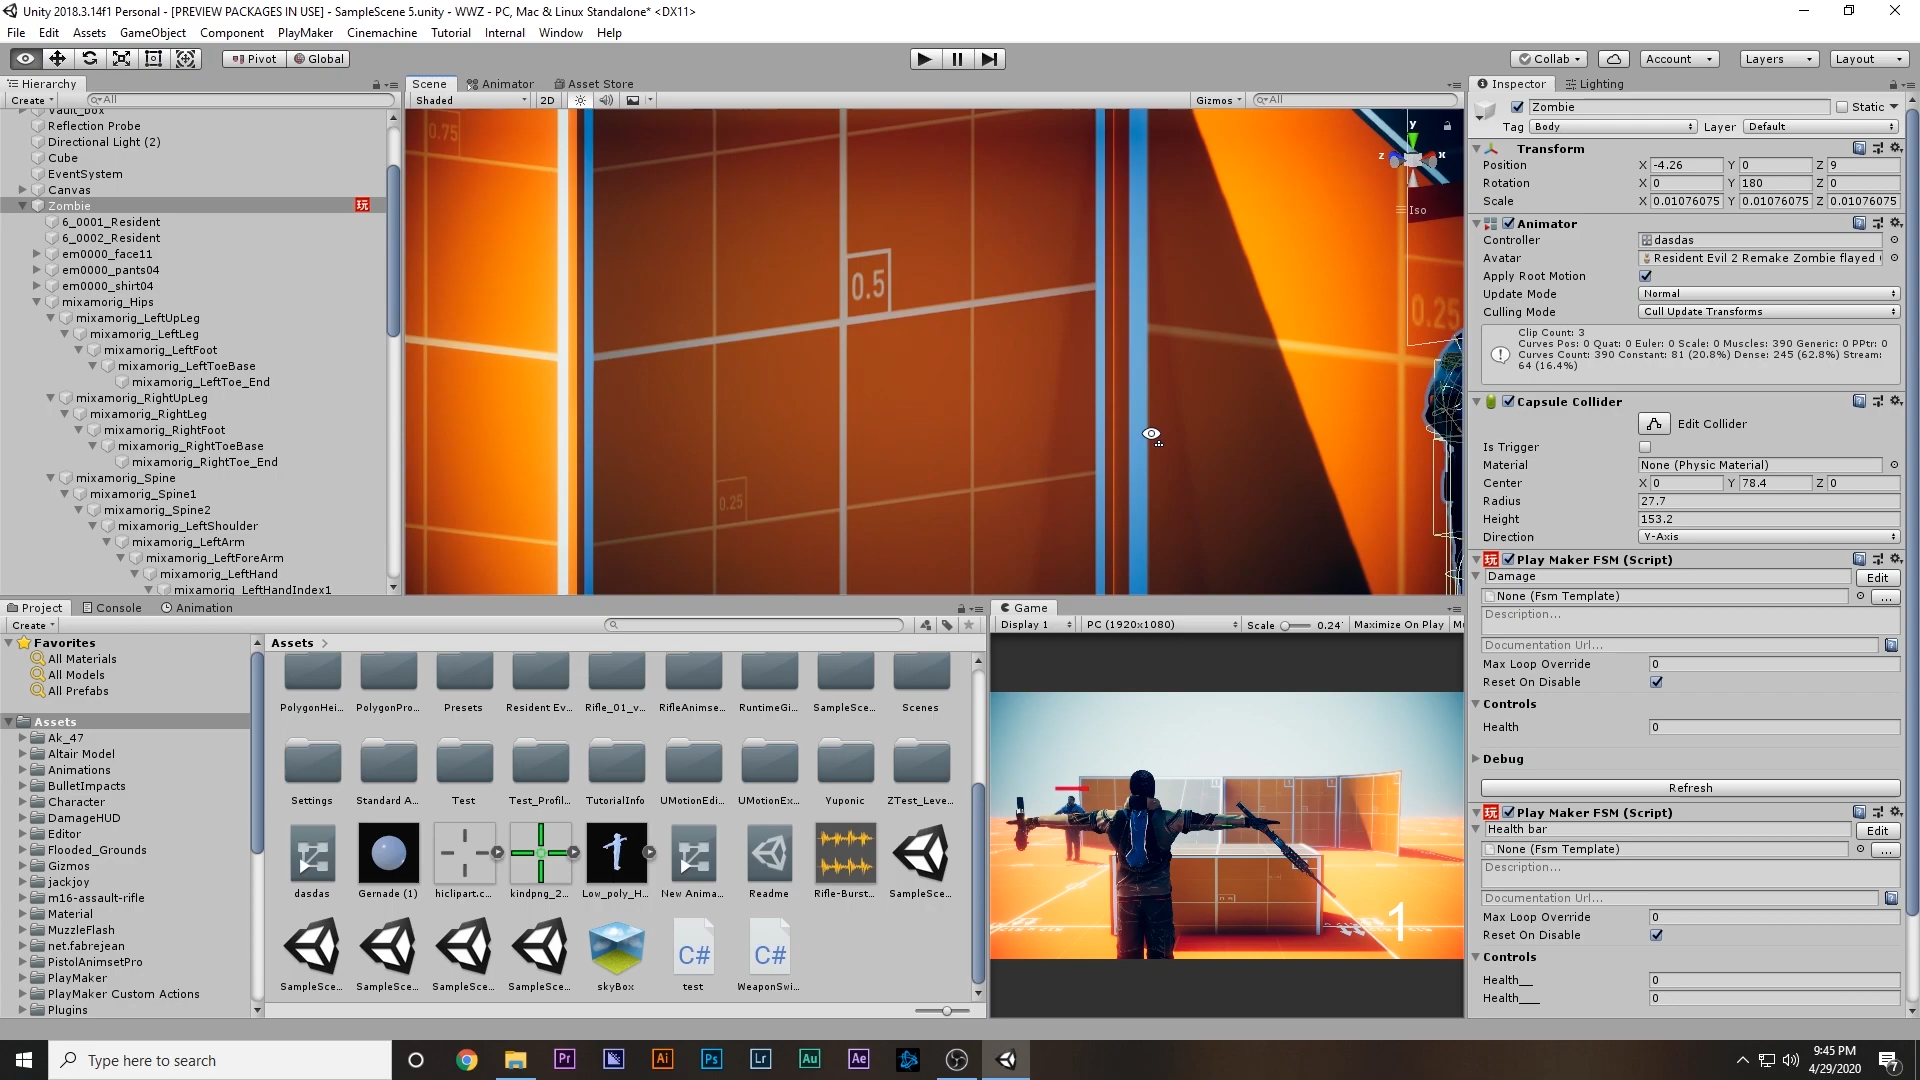 Unity 2018.3.14f1 Personal - [PREVIEW PACKAGES IN USE] - SampleScene 5.unity - WWZ - PC, Mac & Linux Standalone* <DX11>
File Edit Assets GameObject Component PlayMaker Cinemachine Tutorial Internal Window Help
Pivot Global Collab Account Layers Layout
Hierarchy
Create All
Vault_box
Reflection Probe
Directional Light (2)
Cube
EventSystem
Canvas
Zombie 玩
6_0001_Resident
6_0002_Resident
em0000_face11
em0000_pants04
em0000_shirt04
mixamorig_Hips
mixamorig_LeftUpLeg
mixamorig_LeftLeg
mixamorig_LeftFoot
mixamorig_LeftToeBase
mixamorig_LeftToe_End
mixamorig_RightUpLeg
mixamorig_RightLeg
mixamorig_RightFoot
mixamorig_RightToeBase
mixamorig_RightToe_End
mixamorig_Spine
mixamorig_Spine1
mixamorig_Spine2
mixamorig_LeftShoulder
mixamorig_LeftArm
mixamorig_LeftForeArm
mixamorig_LeftHand
mixamorig_LeftHandIndex1
Scene Animator Asset Store
Shaded 2D Gizmos All
0.75
0.5
0.25
0.25
y
z x
Iso
Inspector Lighting
Zombie Static
Tag Body Layer Default
Transform
Position X -4.26 Y 0 Z 9
Rotation X 0 Y 180 Z 0
Scale X 0.01076075 Y 0.01076075 Z 0.01076075
Animator
Controller dasdas
Avatar Resident Evil 2 Remake Zombie flayed
Apply Root Motion
Update Mode Normal
Culling Mode Cull Update Transforms
Clip Count: 3
Curves Pos: 0 Quat: 0 Euler: 0 Scale: 0 Muscles: 390 Generic: 0 PPtr: 0
Curves Count: 390 Constant: 81 (20.8%) Dense: 245 (62.8%) Stream:
64 (16.4%)
Capsule Collider
Edit Collider
Is Trigger
Material None (Physic Material)
Center X 0 Y 78.4 Z 0
Radius 27.7
Height 153.2
Direction Y-Axis
玩 Play Maker FSM (Script)
Damage Edit
None (Fsm Template) ...
Description...
Documentation Url...
Max Loop Override 0
Reset On Disable
Controls
Health 0
Debug
Refresh
玩 Play Maker FSM (Script)
Health bar Edit
None (Fsm Template) ...
Description...
Documentation Url...
Max Loop Override 0
Reset On Disable
Controls
Health__ 0
Health___ 0
Project Console Animation
Create
Favorites
All Materials
All Models
All Prefabs
Assets
Ak_47
Altair Model
Animations
BulletImpacts
Character
DamageHUD
Editor
Flooded_Grounds
Gizmos
jackjoy
m16-assault-rifle
Material
MuzzleFlash
net.fabrejean
PistolAnimsetPro
PlayMaker
PlayMaker Custom Actions
Plugins
Assets
PolygonHei... PolygonPro... Presets Resident Ev... Rifle_01_v... RifleAnimse... RuntimeGi... SampleSce... Scenes
Settings Standard A... Test Test_Profil... TutorialInfo UMotionEdi... UMotionEx... Yuponic ZTest_Leve...
dasdas Gernade (1) hiclipart.c... kindpng_2... Low_poly_H... New Anima... Readme Rifle-Burst... SampleSce...
C# C#
SampleSce... SampleSce... SampleSce... SampleSce... skyBox test WeaponSwi...
Game
Display 1 PC (1920x1080) Scale 0.24 Maximize On Play
1
Type here to search
Pr Ai Ps Lr Au Ae
9:45 PM
4/29/2020
7